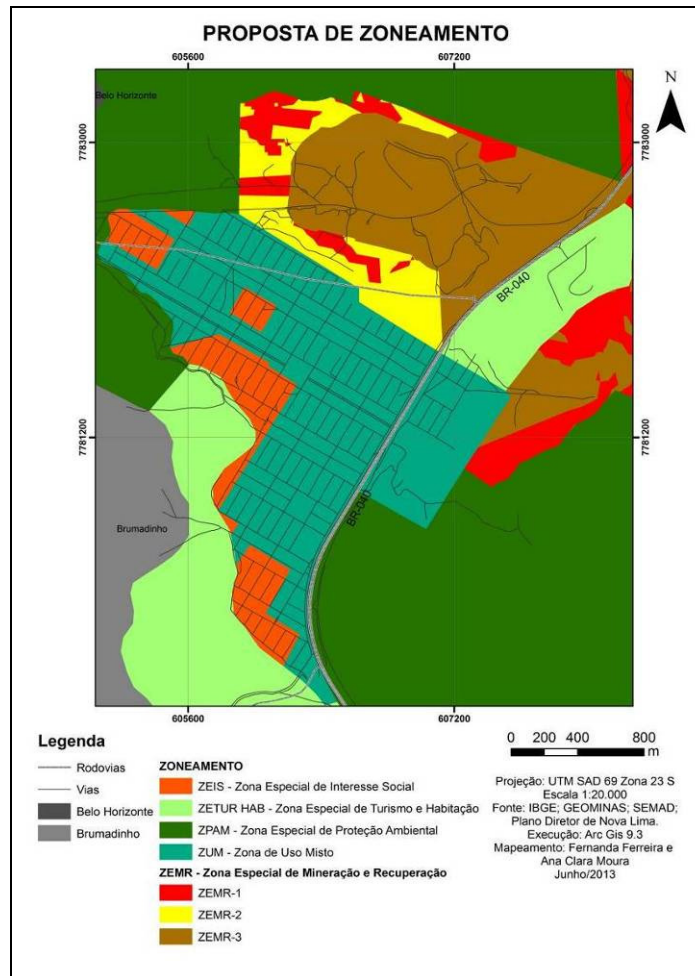 PROPOSTA DE ZONEAMENTO
605600
607200
N
Belo Horizonte
7783000
7783000
BR-040
7781200
7781200
BR-040
Brumadinho
605600
607200
Legenda
Rodovias
Vias
Belo Horizonte
Brumadinho
ZONEAMENTO
ZEIS - Zona Especial de Interesse Social
ZETUR HAB - Zona Especial de Turismo e Habitação
ZPAM - Zona Especial de Proteção Ambiental
ZUM - Zona de Uso Misto
ZEMR - Zona Especial de Mineração e Recuperação
ZEMR-1
ZEMR-2
ZEMR-3
0 200 400 800
m
Projeção: UTM SAD 69 Zona 23 S
Escala 1:20.000
Fonte: IBGE; GEOMINAS; SEMAD;
Plano Diretor de Nova Lima.
Execução: Arc Gis 9.3
Mapeamento: Fernanda Ferreira e
Ana Clara Moura
Junho/2013